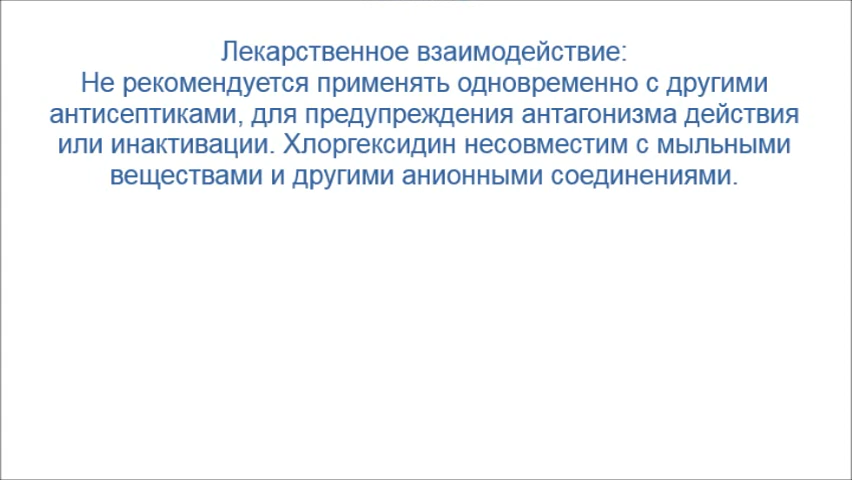 Лекарственное взаимодействие:
Не рекомендуется применять одновременно с другими
антисептиками, для предупреждения антагонизма действия
или инактивации. Хлоргексидин несовместим с мыльными
веществами и другими анионными соединениями.